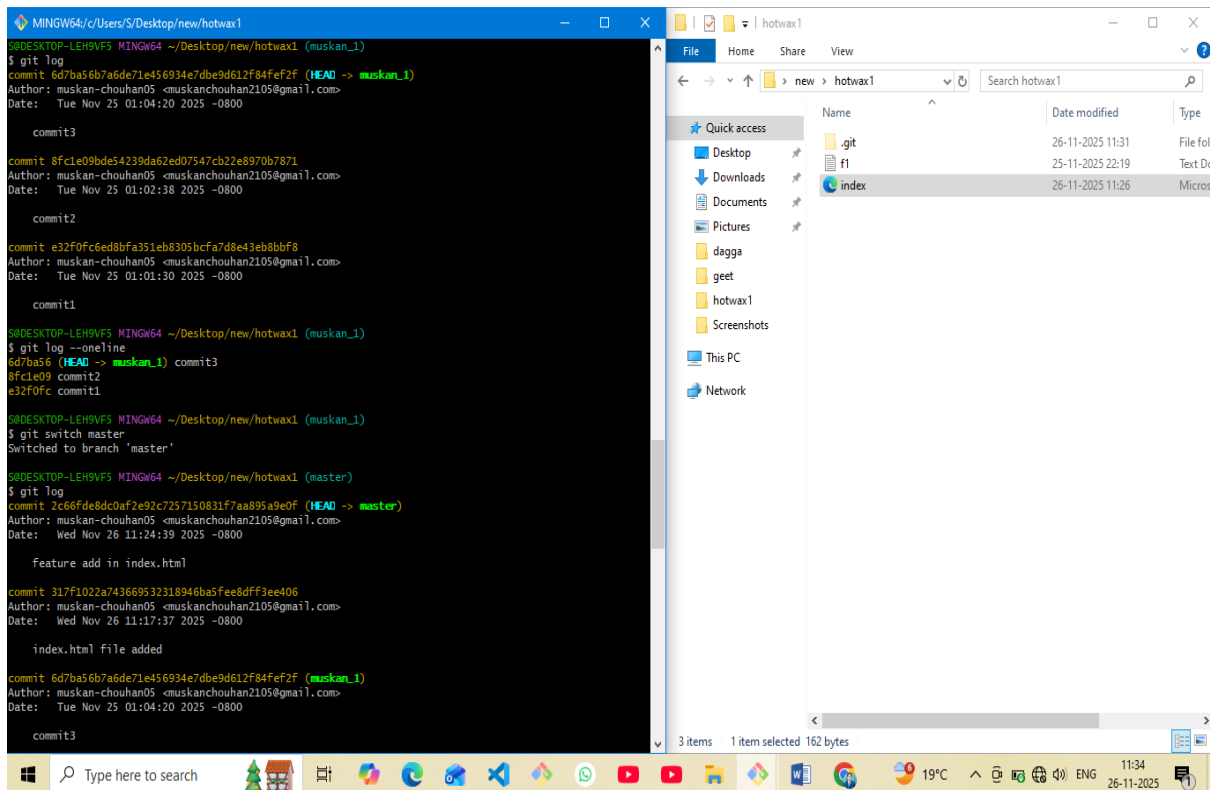 MINGW64:/c/Users/S/Desktop/new/hotwax1
S@DESKTOP-LEH9VF5 MINGW64 ~/Desktop/new/hotwax1 (muskan_1)
$ git log
commit 6d7ba56b7a6de71e456934e7dbe9d612f84fef2f (HEAD -> muskan_1)
Author: muskan-chouhan05 <muskanchouhan2105@gmail.com>
Date:   Tue Nov 25 01:04:20 2025 -0800
commit3
commit 8fc1e09bde54239da62ed07547cb22e8970b7871
Author: muskan-chouhan05 <muskanchouhan2105@gmail.com>
Date:   Tue Nov 25 01:02:38 2025 -0800
commit2
commit e32f0fc6ed8bfa351eb8305bcfa7d8e43eb8bbf8
Author: muskan-chouhan05 <muskanchouhan2105@gmail.com>
Date:   Tue Nov 25 01:01:30 2025 -0800
commit1
S@DESKTOP-LEH9VF5 MINGW64 ~/Desktop/new/hotwax1 (muskan_1)
$ git log --oneline
6d7ba56 (HEAD -> muskan_1) commit3
8fc1e09 commit2
e32f0fc commit1
S@DESKTOP-LEH9VF5 MINGW64 ~/Desktop/new/hotwax1 (muskan_1)
$ git switch master
Switched to branch 'master'
S@DESKTOP-LEH9VF5 MINGW64 ~/Desktop/new/hotwax1 (master)
$ git log
commit 2c66fde8dc0af2e92c7257150831f7aa895a9e0f (HEAD -> master)
Author: muskan-chouhan05 <muskanchouhan2105@gmail.com>
Date:   Wed Nov 26 11:24:39 2025 -0800
feature add in index.html
commit 317f1022a743669532318946ba5fee8dff3ee406
Author: muskan-chouhan05 <muskanchouhan2105@gmail.com>
Date:   Wed Nov 26 11:17:37 2025 -0800
index.html file added
commit 6d7ba56b7a6de71e456934e7dbe9d612f84fef2f (muskan_1)
Author: muskan-chouhan05 <muskanchouhan2105@gmail.com>
Date:   Tue Nov 25 01:04:20 2025 -0800
commit3
hotwax1
File Home Share View
new > hotwax1 Search hotwax1
Name Date modified Type
Quick access
Desktop
Downloads
Documents
Pictures
dagga
geet
hotwax1
Screenshots
This PC
Network
.git 26-11-2025 11:31 File fol
f1 25-11-2025 22:19 Text Do
index 26-11-2025 11:26 Micros
3 items 1 item selected 162 bytes
Type here to search
19°C ENG 11:34
26-11-2025